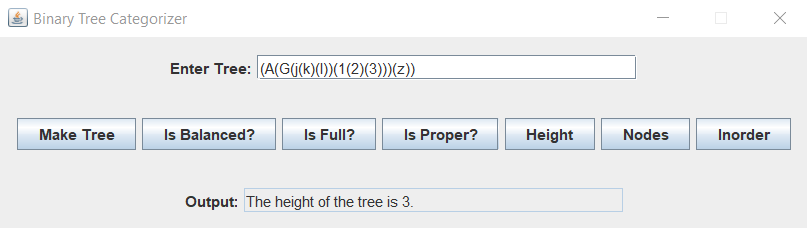 Binary Tree Categorizer
Enter Tree: (A(G(j(k)(l))(1(2)(3)))(z))
Make Tree Is Balanced? Is Full? Is Proper? Height Nodes Inorder
Output: The height of the tree is 3.